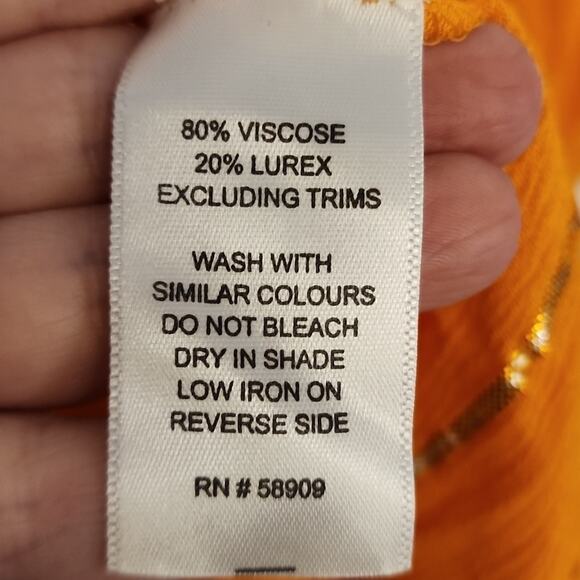 80% VISCOSE
20% LUREX
EXCLUDING TRIMS
WASH WITH
SIMILAR COLOURS
DO NOT BLEACH
DRY IN SHADE
LOW IRON ON
REVERSE SIDE
RN # 58909